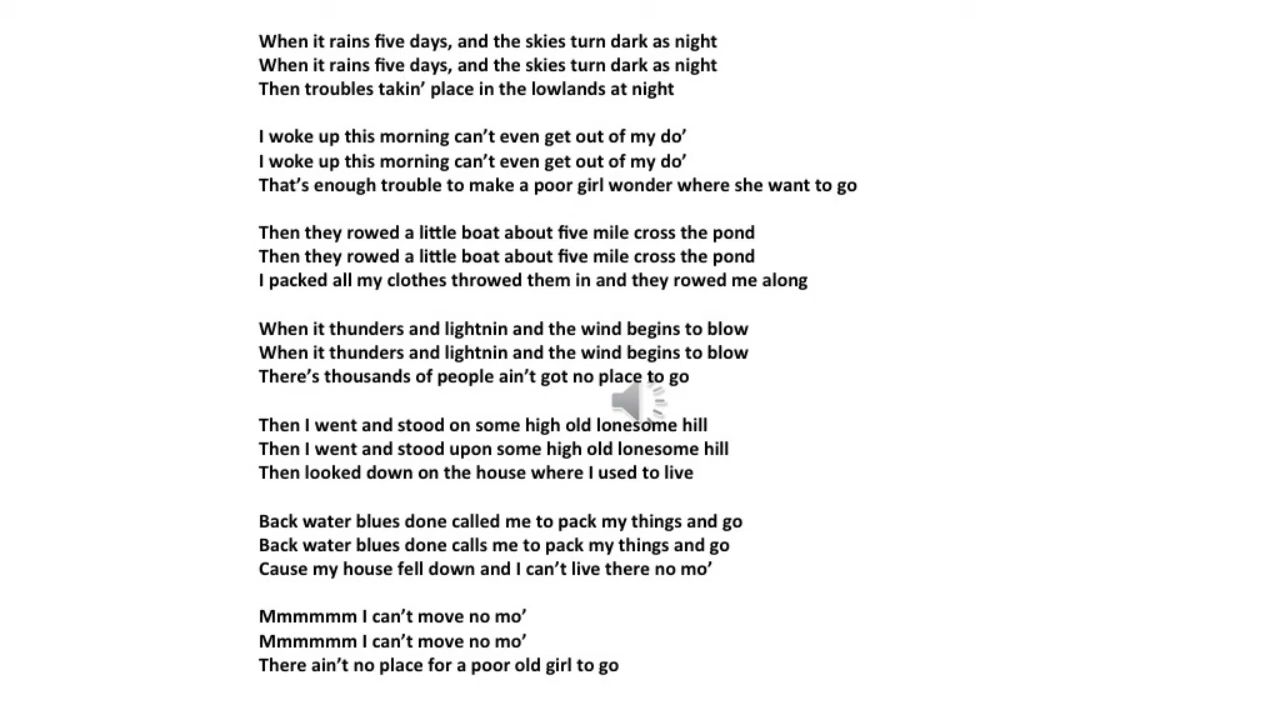 When it rains five days, and the skies turn dark as night
When it rains five days, and the skies turn dark as night
Then troubles takin’ place in the lowlands at night
I woke up this morning can’t even get out of my do’
I woke up this morning can’t even get out of my do’
That’s enough trouble to make a poor girl wonder where she want to go
Then they rowed a little boat about five mile cross the pond
Then they rowed a little boat about five mile cross the pond
I packed all my clothes throwed them in and they rowed me along
When it thunders and lightnin and the wind begins to blow
When it thunders and lightnin and the wind begins to blow
There’s thousands of people ain’t got no place to go
Then I went and stood on some high old lonesome hill
Then I went and stood upon some high old lonesome hill
Then looked down on the house where I used to live
Back water blues done called me to pack my things and go
Back water blues done calls me to pack my things and go
Cause my house fell down and I can’t live there no mo’
Mmmmmm I can’t move no mo’
Mmmmmm I can’t move no mo’
There ain’t no place for a poor old girl to go